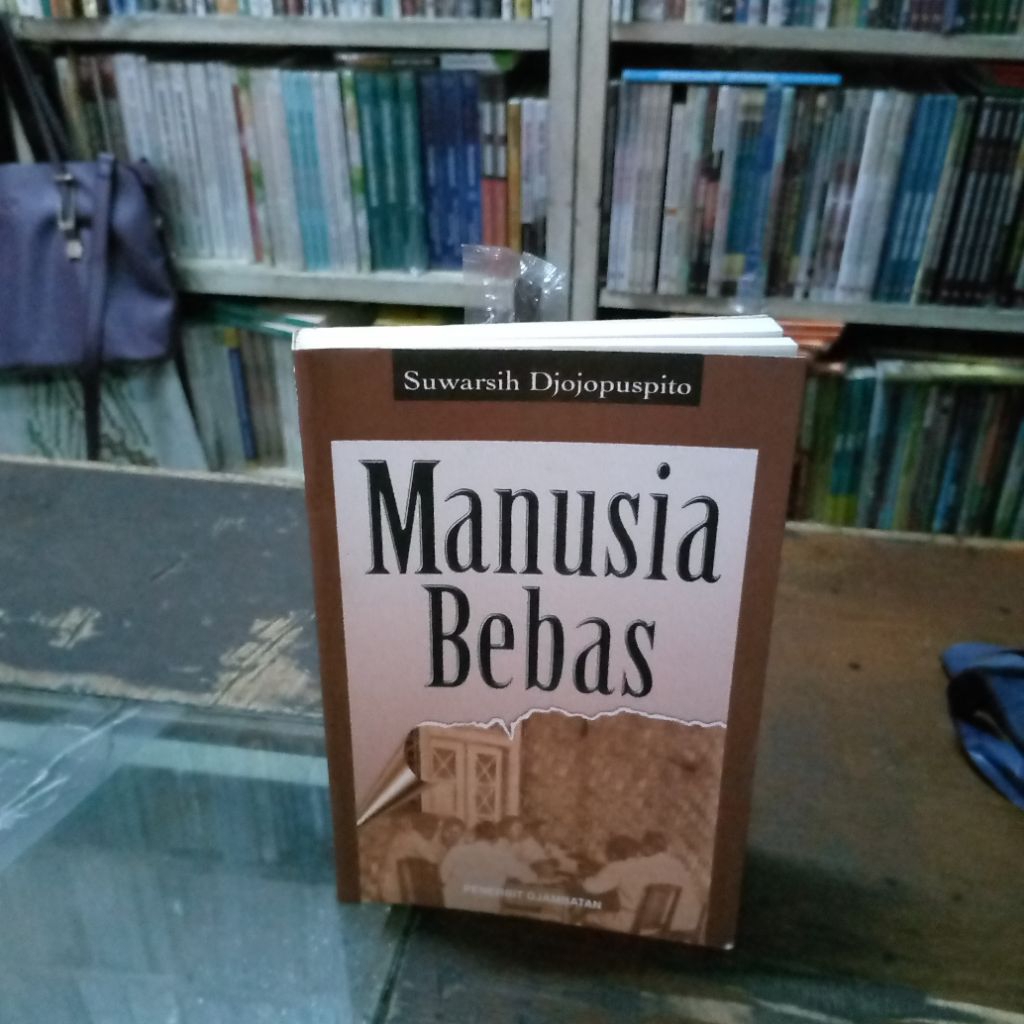 Suwarsih Djojopuspito
Manusia
Bebas
PENERBIT DJAMBATAN